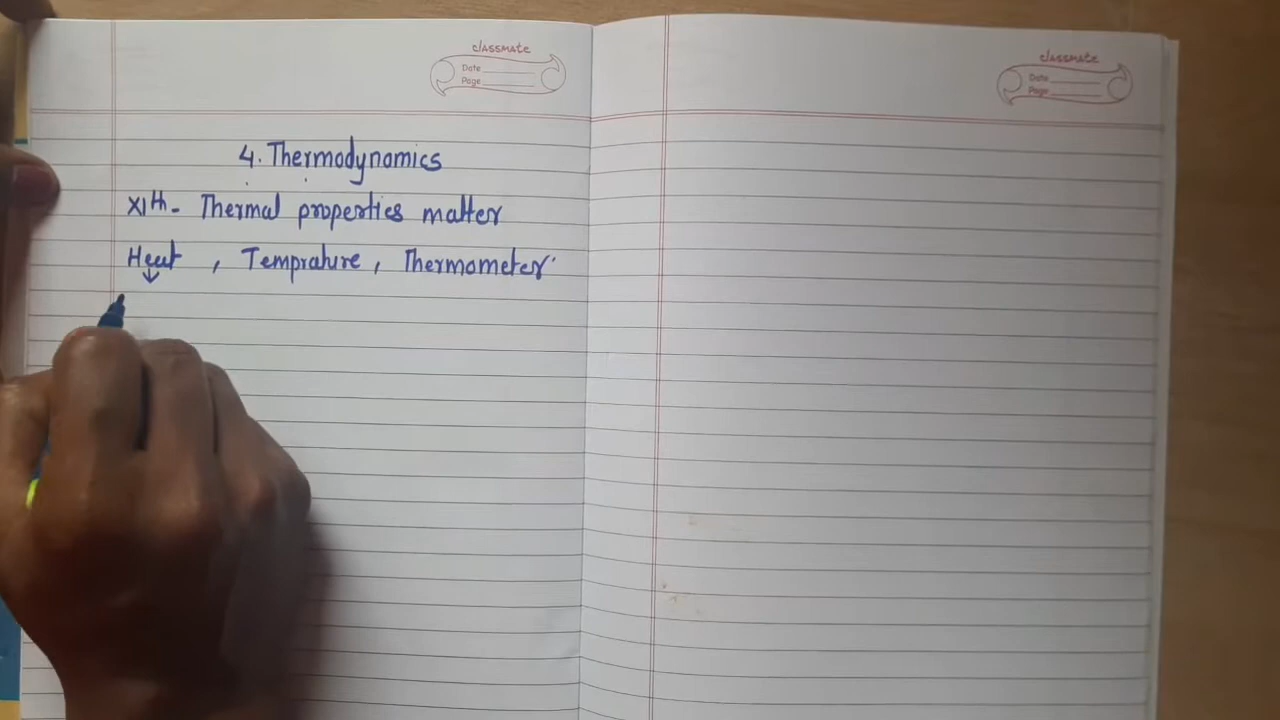 classmate
Date
Page
classmate
Date
Page
4. Thermodynamics
XIth - Thermal properties matter
Heat , Temprature , Thermometer